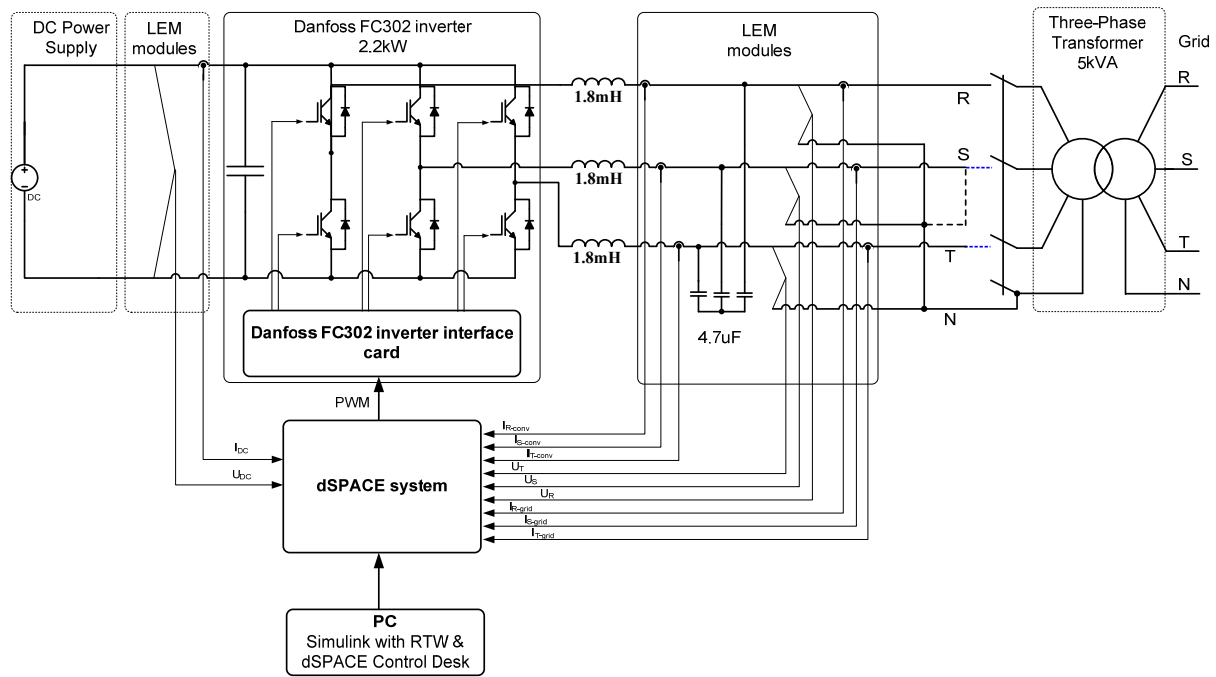 DC Power
Supply
LEM
modules
Danfoss FC302 inverter
2.2kW
LEM
modules
Three-Phase
Transformer
5kVA
Grid
R
1.8mH
R
S
1.8mH
S
DC
1.8mH
T
T
N
N
4.7uF
Danfoss FC302 inverter interface
card
PWM
IR-conv
IS-conv
IT-conv
UT
US
UR
IR-grid
IS-grid
IT-grid
IDC
UDC
dSPACE system
PC
Simulink with RTW &
dSPACE Control Desk